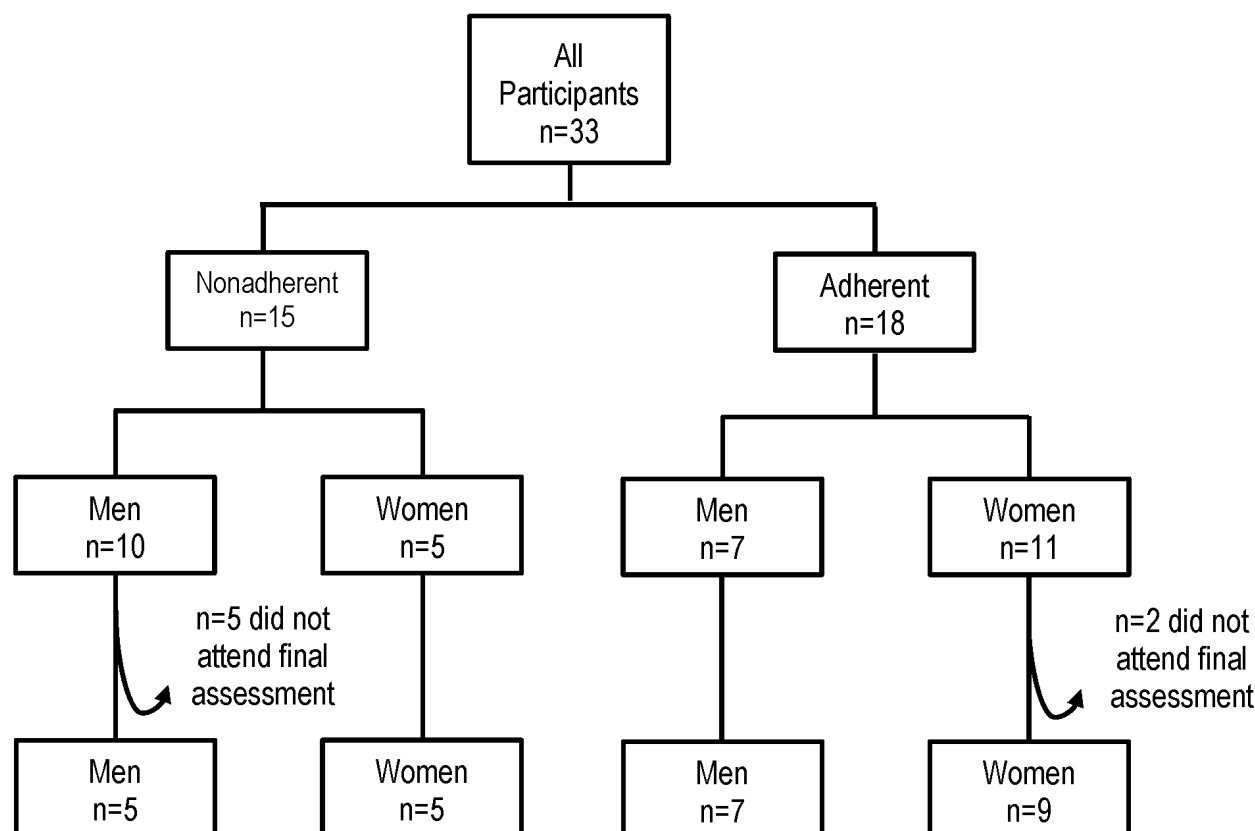 All
Participants
n=33
Nonadherent
n=15
Adherent
n=18
Men
n=10
Women
n=5
Men
n=7
Women
n=11
n=5 did not
attend final
assessment
n=2 did not
attend final
assessment
Men
n=5
Women
n=5
Men
n=7
Women
n=9